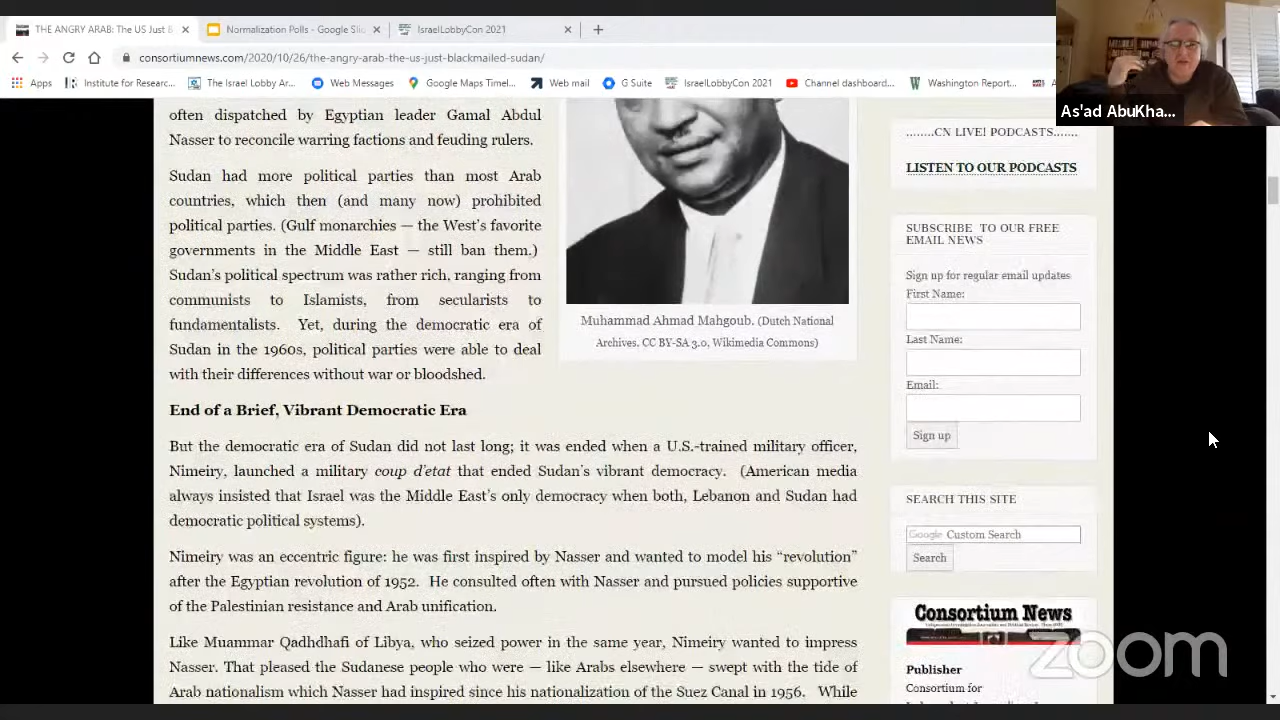 THE ANGRY ARAB: The US Just B
Normalization Polls - Google Sli
IsraelLobbyCon 2021
consortiumnews.com/2020/10/26/the-angry-arab-the-us-just-blackmailed-sudan/
Apps
Institute for Researc...
The Israel Lobby Ar...
Web Messages
Google Maps Timel...
Web mail
G Suite
IsraelLobbyCon 2021
Channel dashboard...
Washington Report...
As'ad AbuKha...
often dispatched by Egyptian leader Gamal Abdul
Nasser to reconcile warring factions and feuding rulers.
Sudan had more political parties than most Arab
countries, which then (and many now) prohibited
political parties. (Gulf monarchies — the West's favorite
governments in the Middle East — still ban them.)
Sudan's political spectrum was rather rich, ranging from
communists to Islamists, from secularists to
fundamentalists. Yet, during the democratic era of
Sudan in the 1960s, political parties were able to deal
with their differences without war or bloodshed.
Muhammad Ahmad Mahgoub. (Dutch National
Archives. CC BY-SA 3.0, Wikimedia Commons)
End of a Brief, Vibrant Democratic Era
But the democratic era of Sudan did not last long: it was ended when a U.S.-trained military officer,
Nimeiry, launched a military coup d'etat that ended Sudan's vibrant democracy. (American media
always insisted that Israel was the Middle East's only democracy when both, Lebanon and Sudan had
democratic political systems).
Nimeiry was an eccentric figure: he was first inspired by Nasser and wanted to model his “revolution”
after the Egyptian revolution of 1952. He consulted often with Nasser and pursued policies supportive
of the Palestinian resistance and Arab unification.
Like Muammar Qadhdhafi of Libya, who seized power in the same year, Nimeiry wanted to impress
Nasser. That pleased the Sudanese people who were — like Arabs elsewhere — swept with the tide of
Arab nationalism which Nasser had inspired since his nationalization of the Suez Canal in 1956. While
........CN LIVE! PODCASTS.......
LISTEN TO OUR PODCASTS
SUBSCRIBE TO OUR FREE
EMAIL NEWS
Sign up for regular email updates
First Name:
Last Name:
Email:
Sign up
SEARCH THIS SITE
Google Custom Search
Search
Consortium News
zoom
Publisher
Consortium for